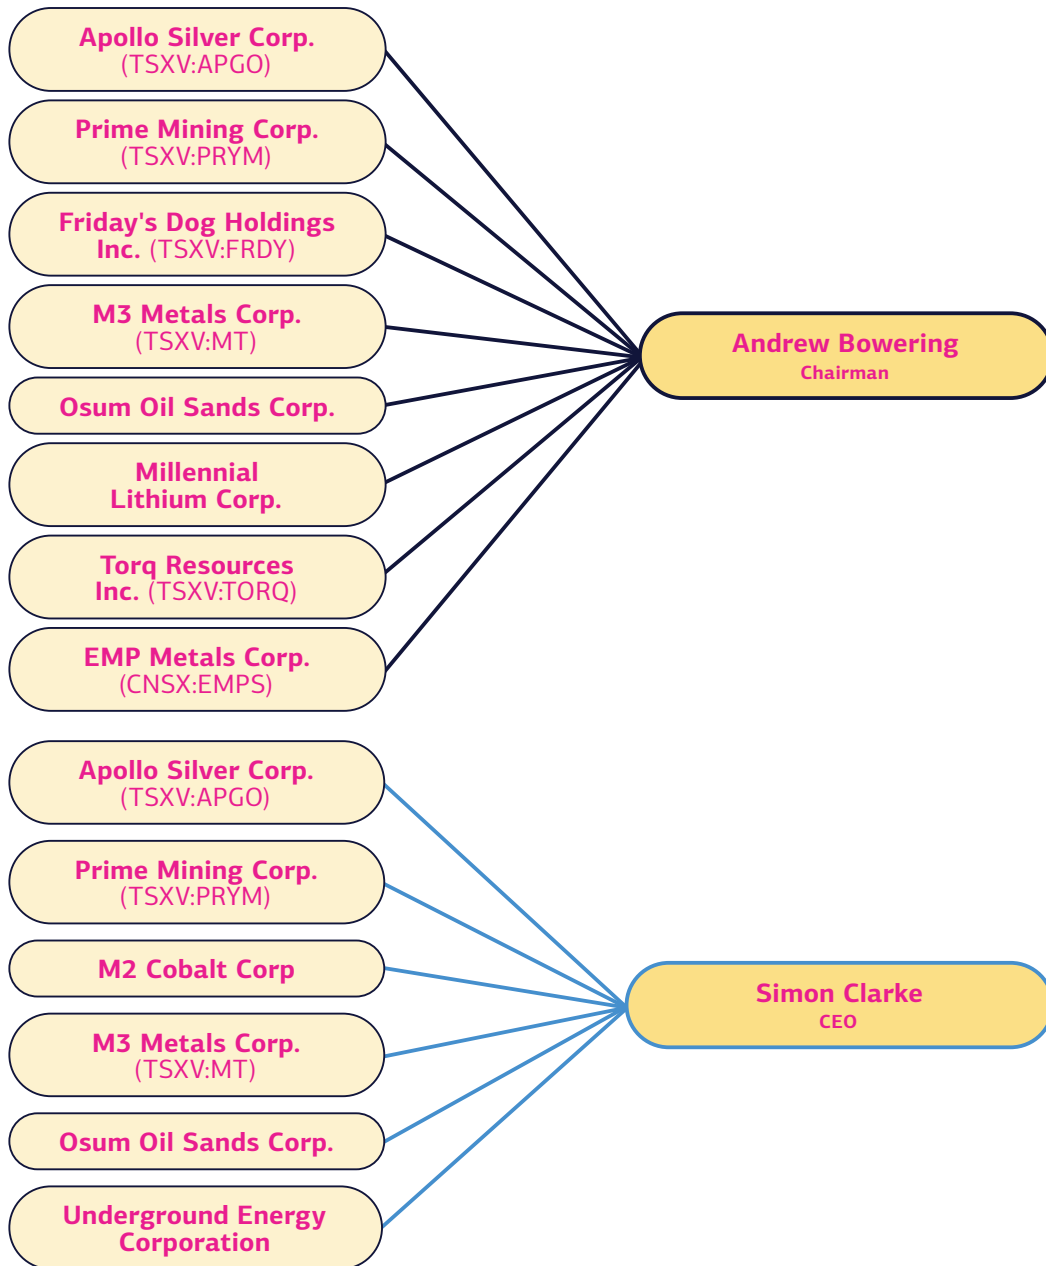 Apollo Silver Corp.
(TSXV:APGO)
Prime Mining Corp.
(TSXV:PRYM)
Friday's Dog Holdings
Inc. (TSXV:FRDY)
M3 Metals Corp.
(TSXV:MT)
Osum Oil Sands Corp.
Millennial
Lithium Corp.
Torq Resources
Inc. (TSXV:TORQ)
EMP Metals Corp.
(CNSX:EMPS)
Andrew Bowering
Chairman
Apollo Silver Corp.
(TSXV:APGO)
Prime Mining Corp.
(TSXV:PRYM)
M2 Cobalt Corp
M3 Metals Corp.
(TSXV:MT)
Osum Oil Sands Corp.
Underground Energy
Corporation
Simon Clarke
CEO